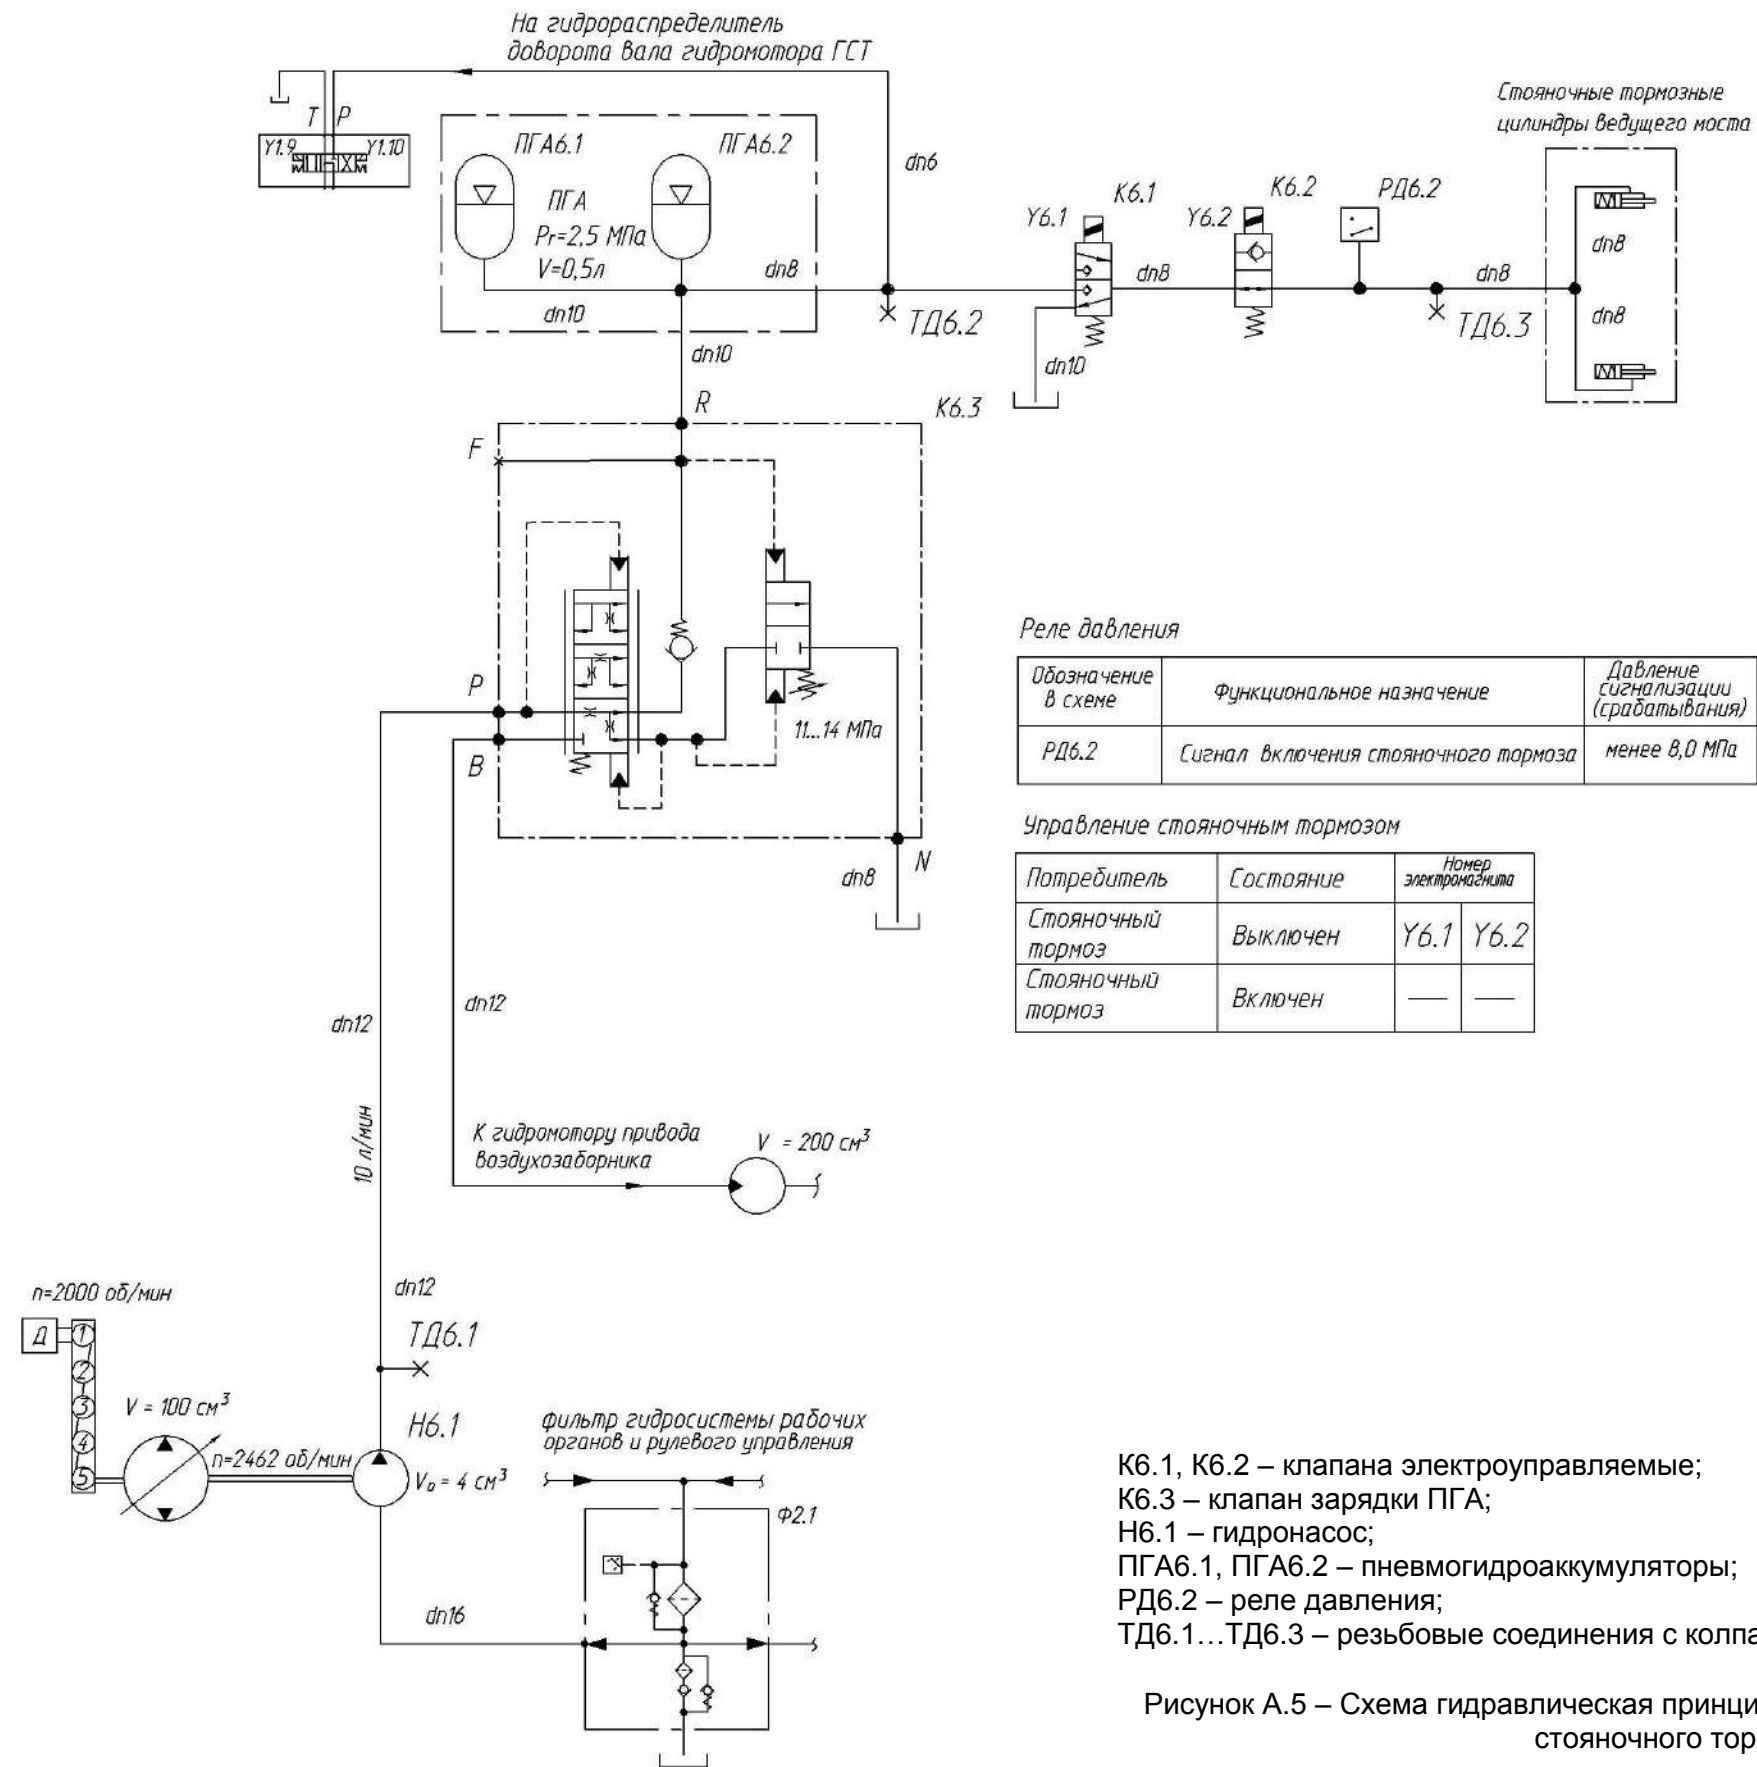 На гидрораспределитель
доворота вала гидромотора ГСТ
T P
Y1.9 Y1.10
ПГА6.1 ПГА6.2
ПГА
Pг=2,5 МПа
V=0,5л
dn8
dn10
dn6
ТД6.2
dn10
Y6.1 К6.1
dn8
dn10
Y6.2 К6.2
РД6.2
dn8
ТД6.3
Стояночные тормозные
цилиндры ведущего моста
dn8
dn8
R
К6.3
F
P
B
11...14 МПа
N
dn8
dn12
dn12
10 л/мин
К гидромотору привода
воздухозаборника
V = 200 см³
Реле давления
Обозначение
в схеме
Функциональное назначение
Давление
сигнализации
(срабатывания)
РД6.2 Сигнал включения стояночного тормоза менее 8,0 МПа
Управление стояночным тормозом
Потребитель Состояние
Номер
электромагнита
Стояночный
тормоз
Выключен Y6.1 Y6.2
Стояночный
тормоз
Включен — —
n=2000 об/мин
Д 1
2
3
4
5
V = 100 см³
n=2462 об/мин
dn12
ТД6.1
Н6.1
Vо = 4 см³
фильтр гидросистемы рабочих
органов и рулевого управления
Ф2.1
dn16
К6.1, К6.2 – клапана электроуправляемые;
К6.3 – клапан зарядки ПГА;
Н6.1 – гидронасос;
ПГА6.1, ПГА6.2 – пневмогидроаккумуляторы;
РД6.2 – реле давления;
ТД6.1…ТД6.3 – резьбовые соединения с колпа
Рисунок А.5 – Схема гидравлическая принци
стояночного тор